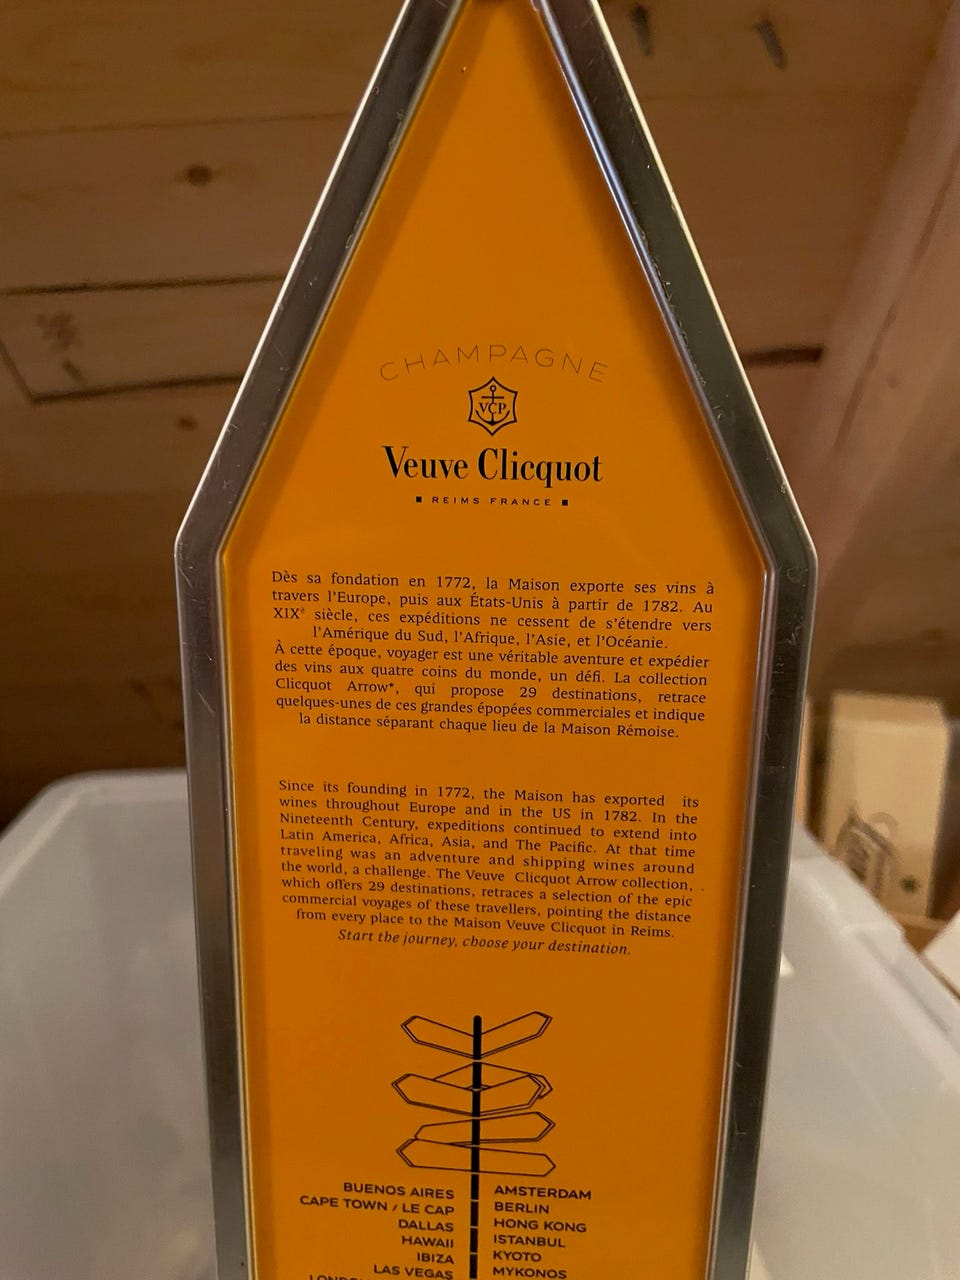 CHAMPAGNE
VCP
Veuve Clicquot
REIMS FRANCE
Dès sa fondation en 1772, la Maison exporte ses vins à
travers l'Europe, puis aux États-Unis à partir de 1782. Au
XIXᵉ siècle, ces expéditions ne cessent de s'étendre vers
l'Amérique du Sud, l'Afrique, l'Asie, et l'Océanie.
À cette époque, voyager est une véritable aventure et expédier
des vins aux quatre coins du monde, un défi. La collection
Clicquot Arrow*, qui propose 29 destinations, retrace
quelques-unes de ces grandes épopées commerciales et indique
la distance séparant chaque lieu de la Maison Rémoise.
Since its founding in 1772, the Maison has exported its
wines throughout Europe and in the US in 1782. In the
Nineteenth Century, expeditions continued to extend into
Latin America, Africa, Asia, and The Pacific. At that time
traveling was an adventure and shipping wines around
the world, a challenge. The Veuve Clicquot Arrow collection, .
which offers 29 destinations, retraces a selection of the epic
commercial voyages of these travellers, pointing the distance
from every place to the Maison Veuve Clicquot in Reims.
Start the journey, choose your destination.
BUENOS AIRES AMSTERDAM
CAPE TOWN / LE CAP BERLIN
DALLAS HONG KONG
HAWAII ISTANBUL
IBIZA KYOTO
LAS VEGAS MYKONOS